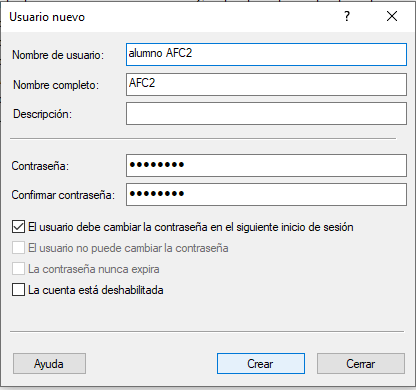 Usuario nuevo ? ×
Nombre de usuario: alumno AFC2
Nombre completo: AFC2
Descripción:
Contraseña: ●●●●●●●●
Confirmar contraseña: ●●●●●●●●
El usuario debe cambiar la contraseña en el siguiente inicio de sesión
El usuario no puede cambiar la contraseña
La contraseña nunca expira
La cuenta está deshabilitada
Ayuda Crear Cerrar